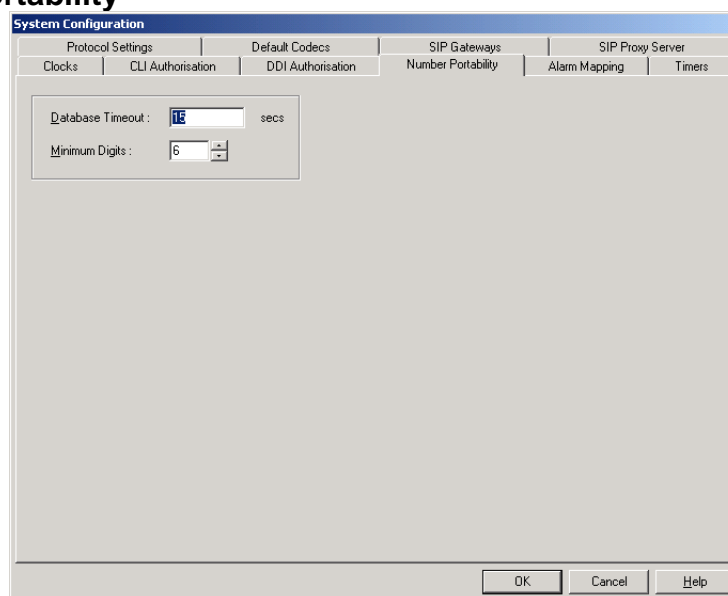 rtability
System Configuration
Protocol Settings Default Codecs SIP Gateways SIP Proxy Server
Clocks CLI Authorisation DDI Authorisation Number Portability Alarm Mapping Timers
Database Timeout : 15 secs
Minimum Digits : 6
OK Cancel Help